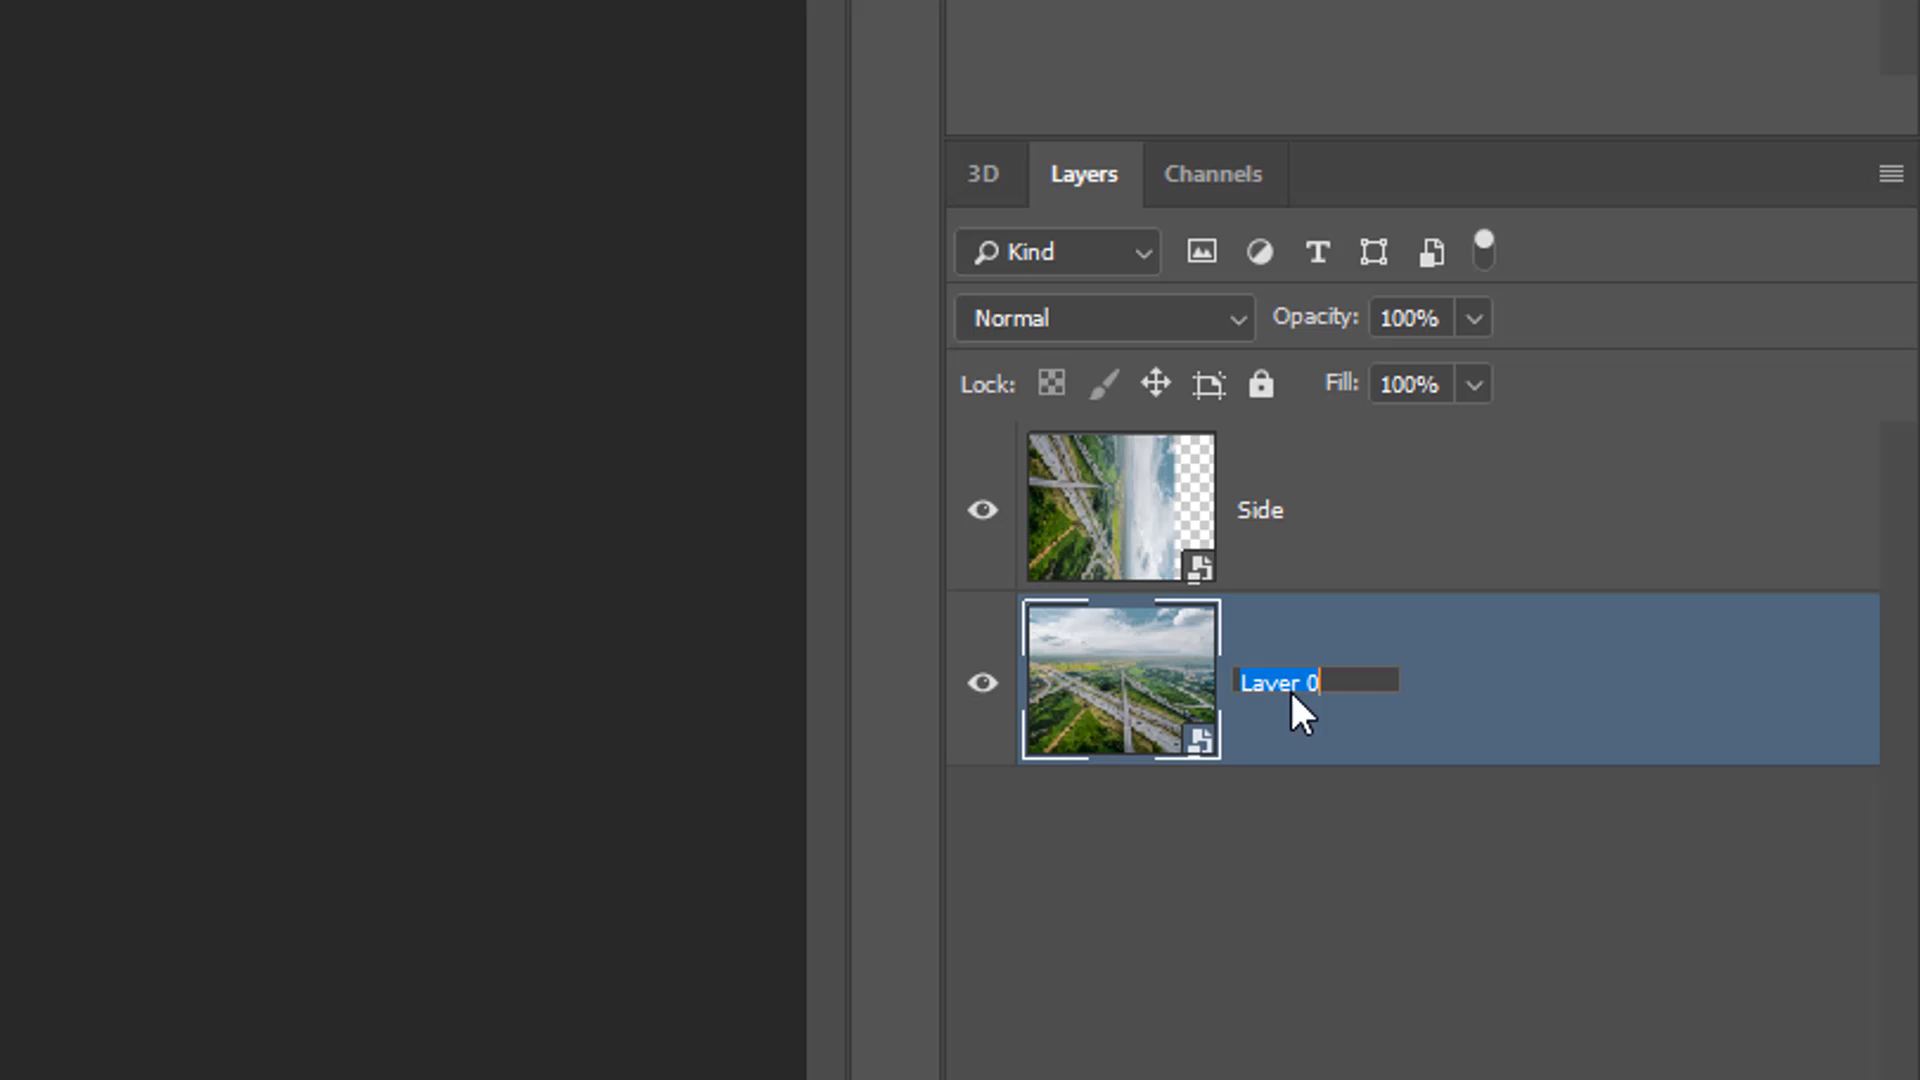 3D Layers Channels
Kind T
Normal Opacity: 100%
Lock: Fill: 100%
Side
Layer 0